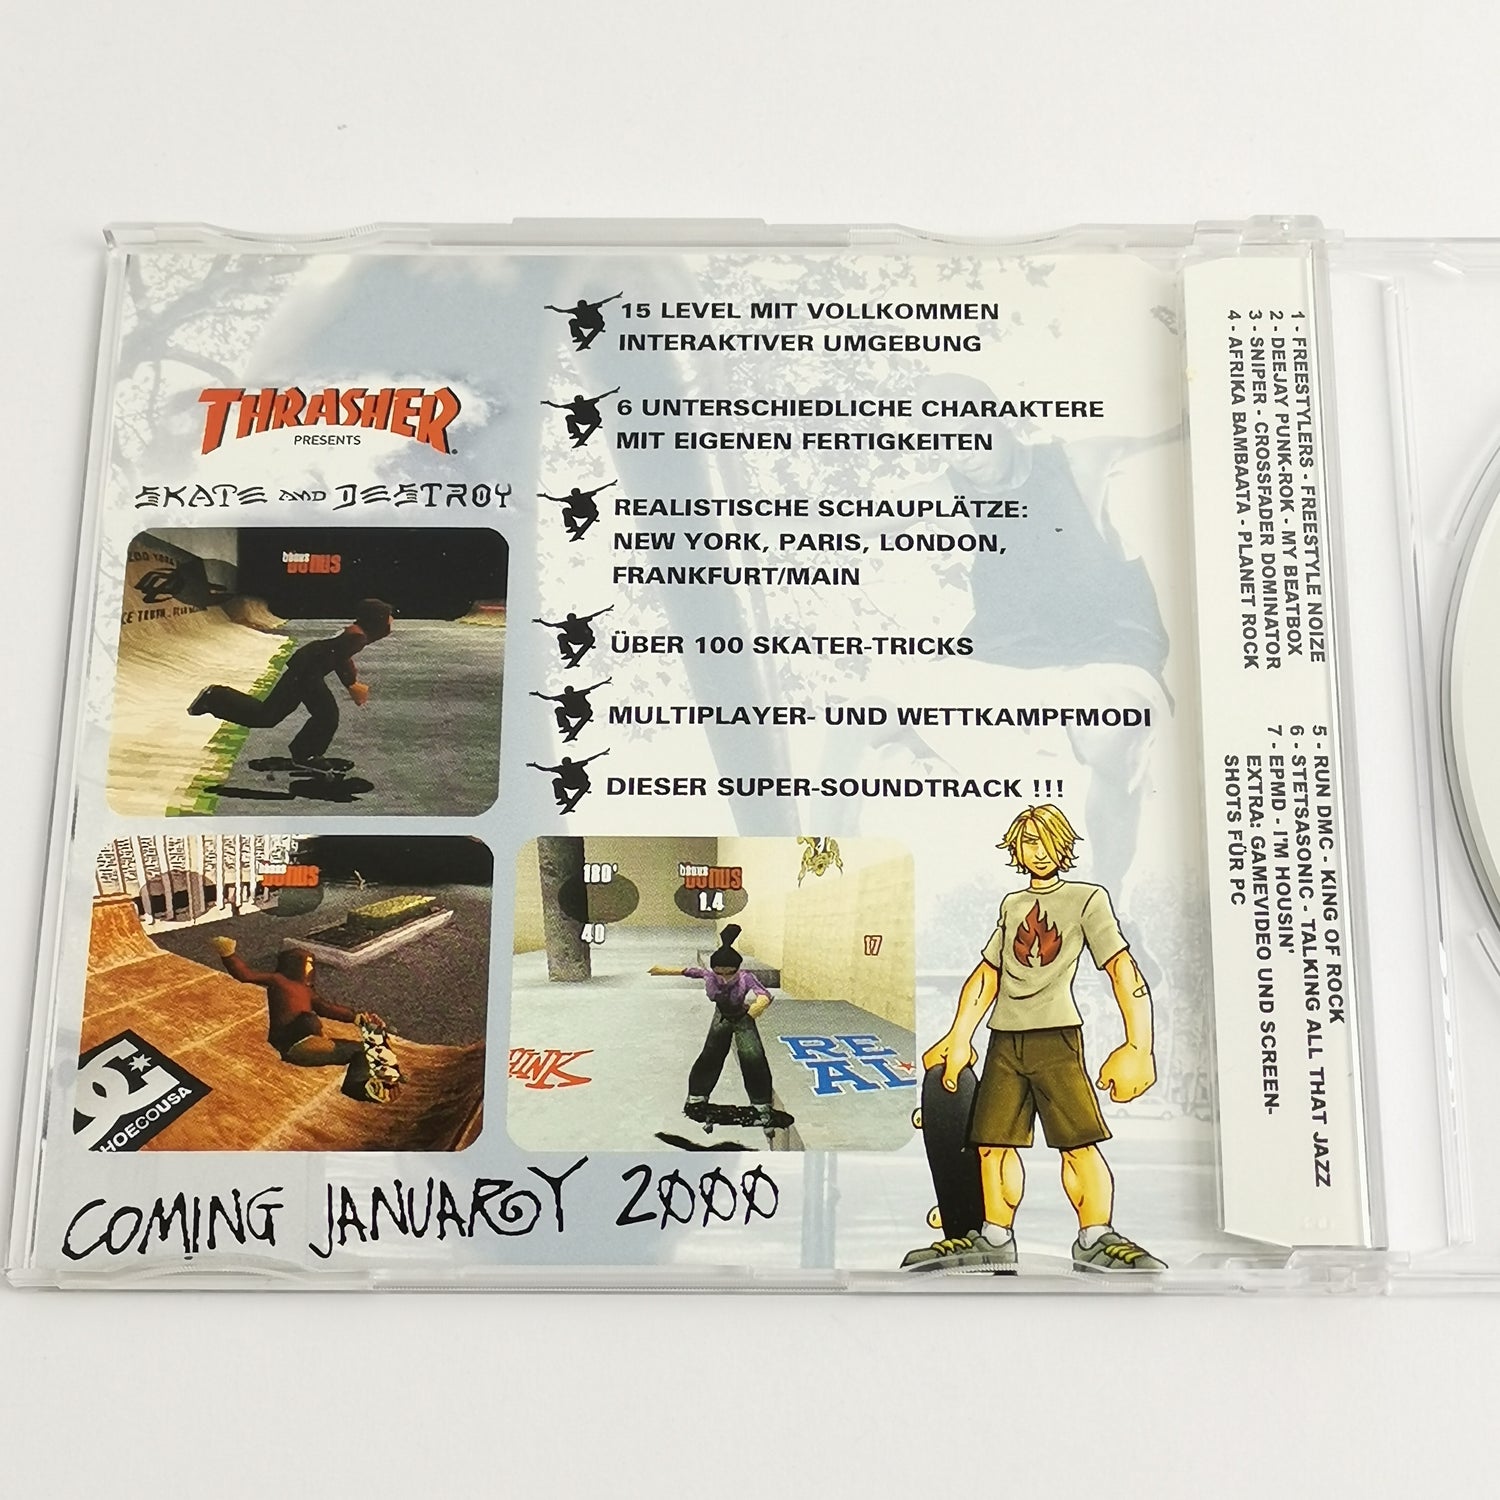 THRASHER
PRESENTS
SKATE AND DESTROY
15 LEVEL MIT VOLLKOMMEN
INTERAKTIVER UMGEBUNG
6 UNTERSCHIEDLICHE CHARAKTERE
MIT EIGENEN FERTIGKEITEN
REALISTISCHE SCHAUPLÄTZE:
NEW YORK, PARIS, LONDON,
FRANKFURT/MAIN
ÜBER 100 SKATER-TRICKS
MULTIPLAYER- UND WETTKAMPFMODI
DIESER SUPER-SOUNDTRACK !!!
BONUS
BONUS
HOECOUSA
180°
40
BONUS
1.4
17
REAL
COMING JANUARY 2000
1 - FREESTYLERS - FREESTYLE NOIZE
2 - DEEJAY PUNK-ROK - MY BEATBOX
3 - SNIPER - CROSSFADER DOMINATOR
4 - AFRIKA BAMBAATA - PLANET ROCK
5 - RUN DMC - KING OF ROCK
6 - STETSASONIC - TALKING ALL THAT JAZZ
7 - EPMD - I'M HOUSIN'
EXTRA: GAMEVIDEO UND SCREEN-
SHOTS FÜR PC